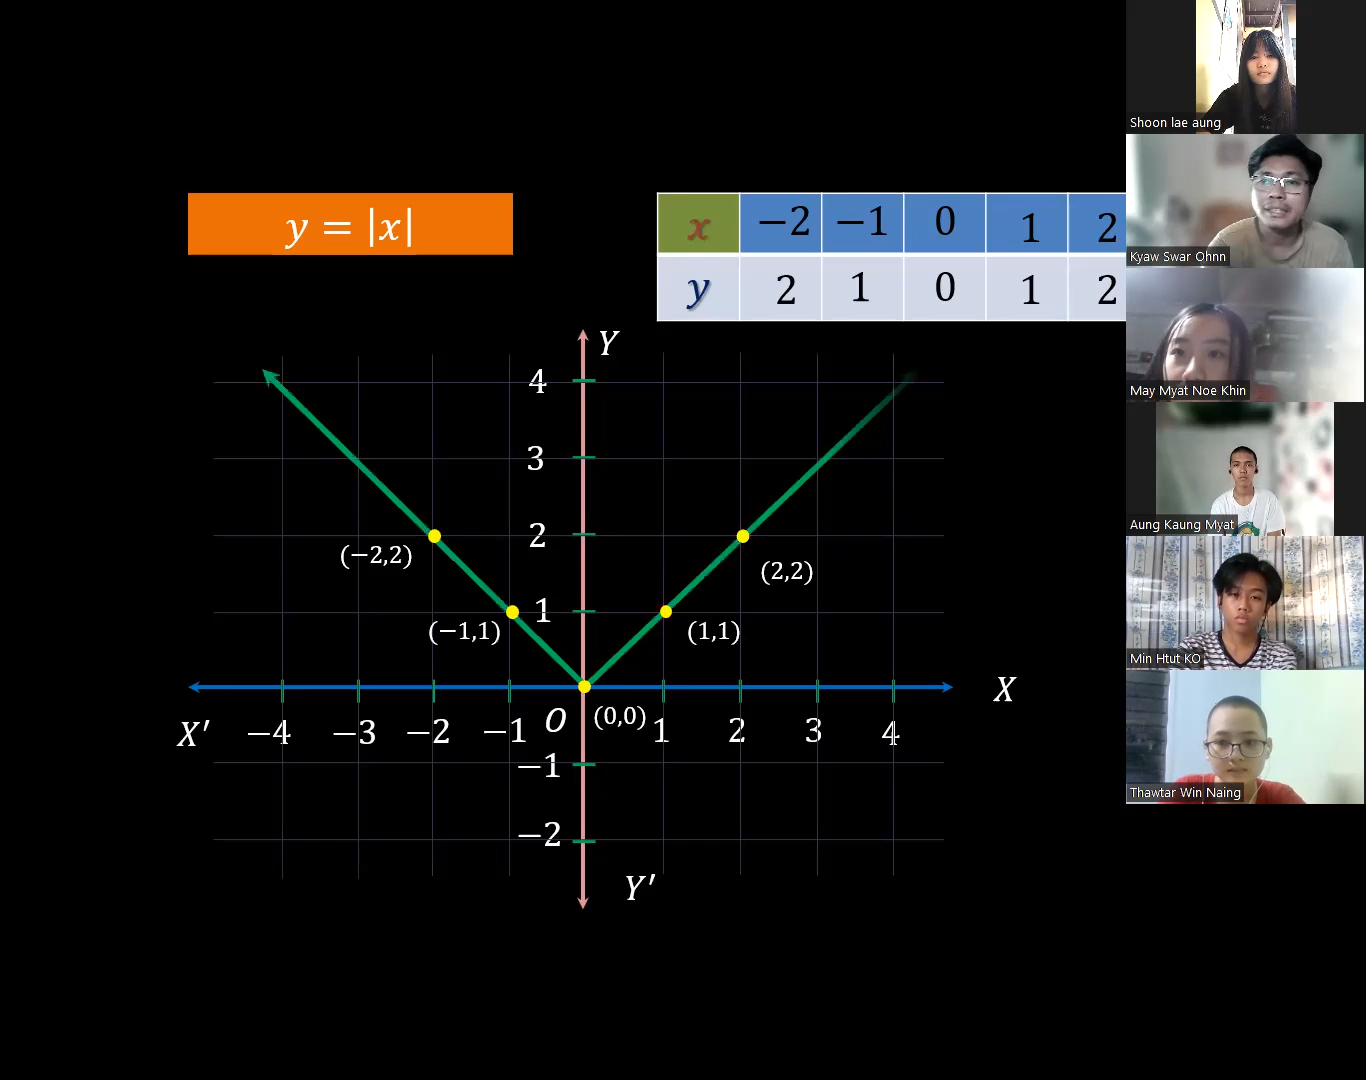 y = |x|
x −2 −1 0 1 2
y 2 1 0 1 2
Y
4
3
2
(−2,2)
(2,2)
1
(−1,1)
(1,1)
X
X′ −4 −3 −2 −1 O (0,0) 1 2 3 4
−1
−2
Y′
Shoon lae aung
Kyaw Swar Ohnn
May Myat Noe Khin
Aung Kaung Myat
Min Htut KO
Thawtar Win Naing